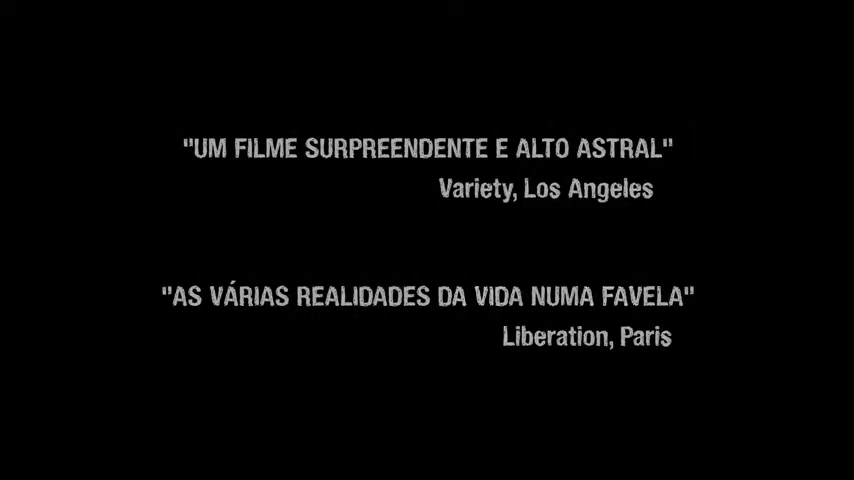 "UM FILME SURPREENDENTE E ALTO ASTRAL"
Variety, Los Angeles
"AS VÁRIAS REALIDADES DA VIDA NUMA FAVELA"
Liberation, Paris